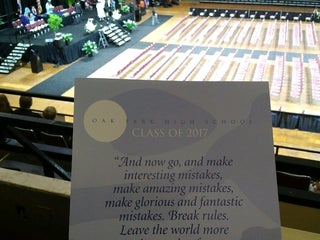 OAK PARK HIGH SCHOOL
CLASS OF 2017
"And now go, and make
interesting mistakes,
make amazing mistakes,
make glorious and fantastic
mistakes. Break rules.
Leave the world more